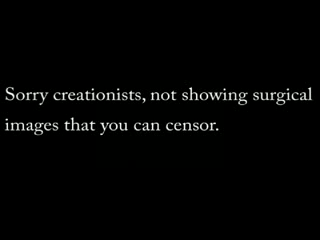 Sorry creationists, not showing surgical
images that you can censor.